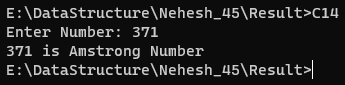 E:\DataStructure\Nehesh_45\Result>C14
Enter Number: 371
371 is Amstrong Number
E:\DataStructure\Nehesh_45\Result>